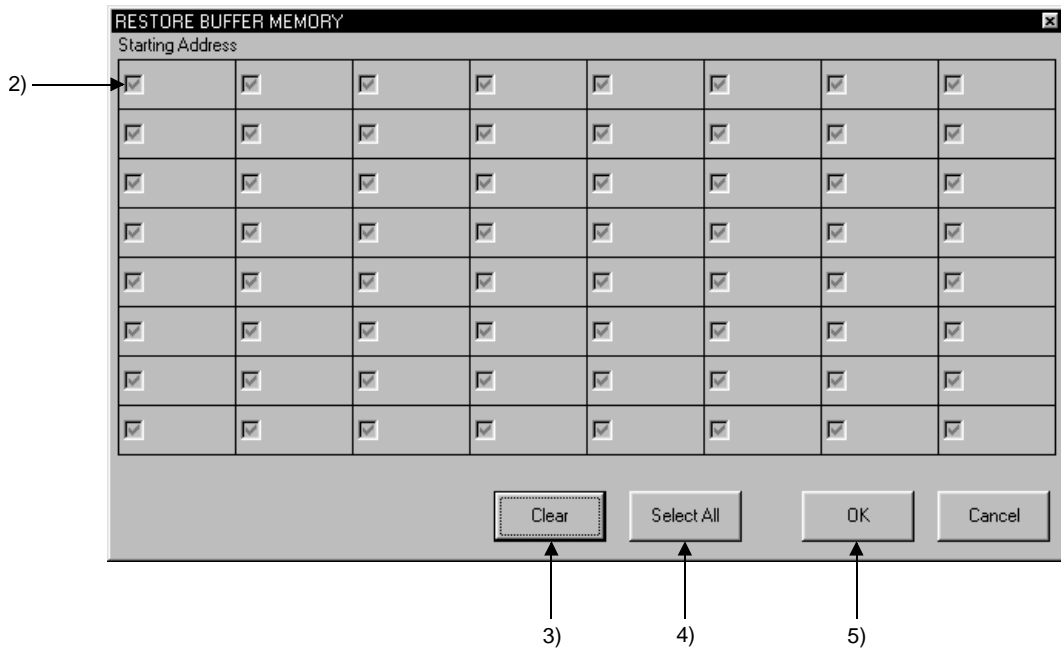 RESTORE BUFFER MEMORY
Starting Address
2)
Clear
Select All
OK
Cancel
3)
4)
5)